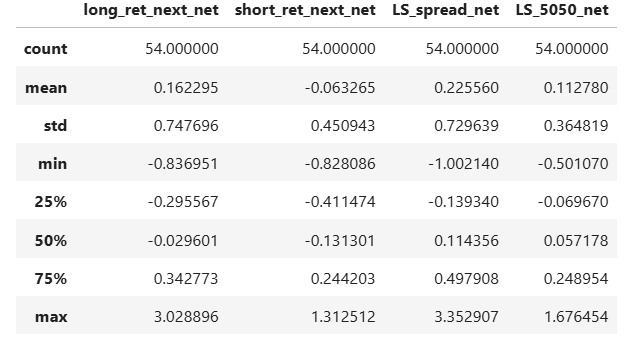 long_ret_next_net short_ret_next_net LS_spread_net LS_5050_net
count 54.000000 54.000000 54.000000 54.000000
mean 0.162295 -0.063265 0.225560 0.112780
std 0.747696 0.450943 0.729639 0.364819
min -0.836951 -0.828086 -1.002140 -0.501070
25% -0.295567 -0.411474 -0.139340 -0.069670
50% -0.029601 -0.131301 0.114356 0.057178
75% 0.342773 0.244203 0.497908 0.248954
max 3.028896 1.312512 3.352907 1.676454